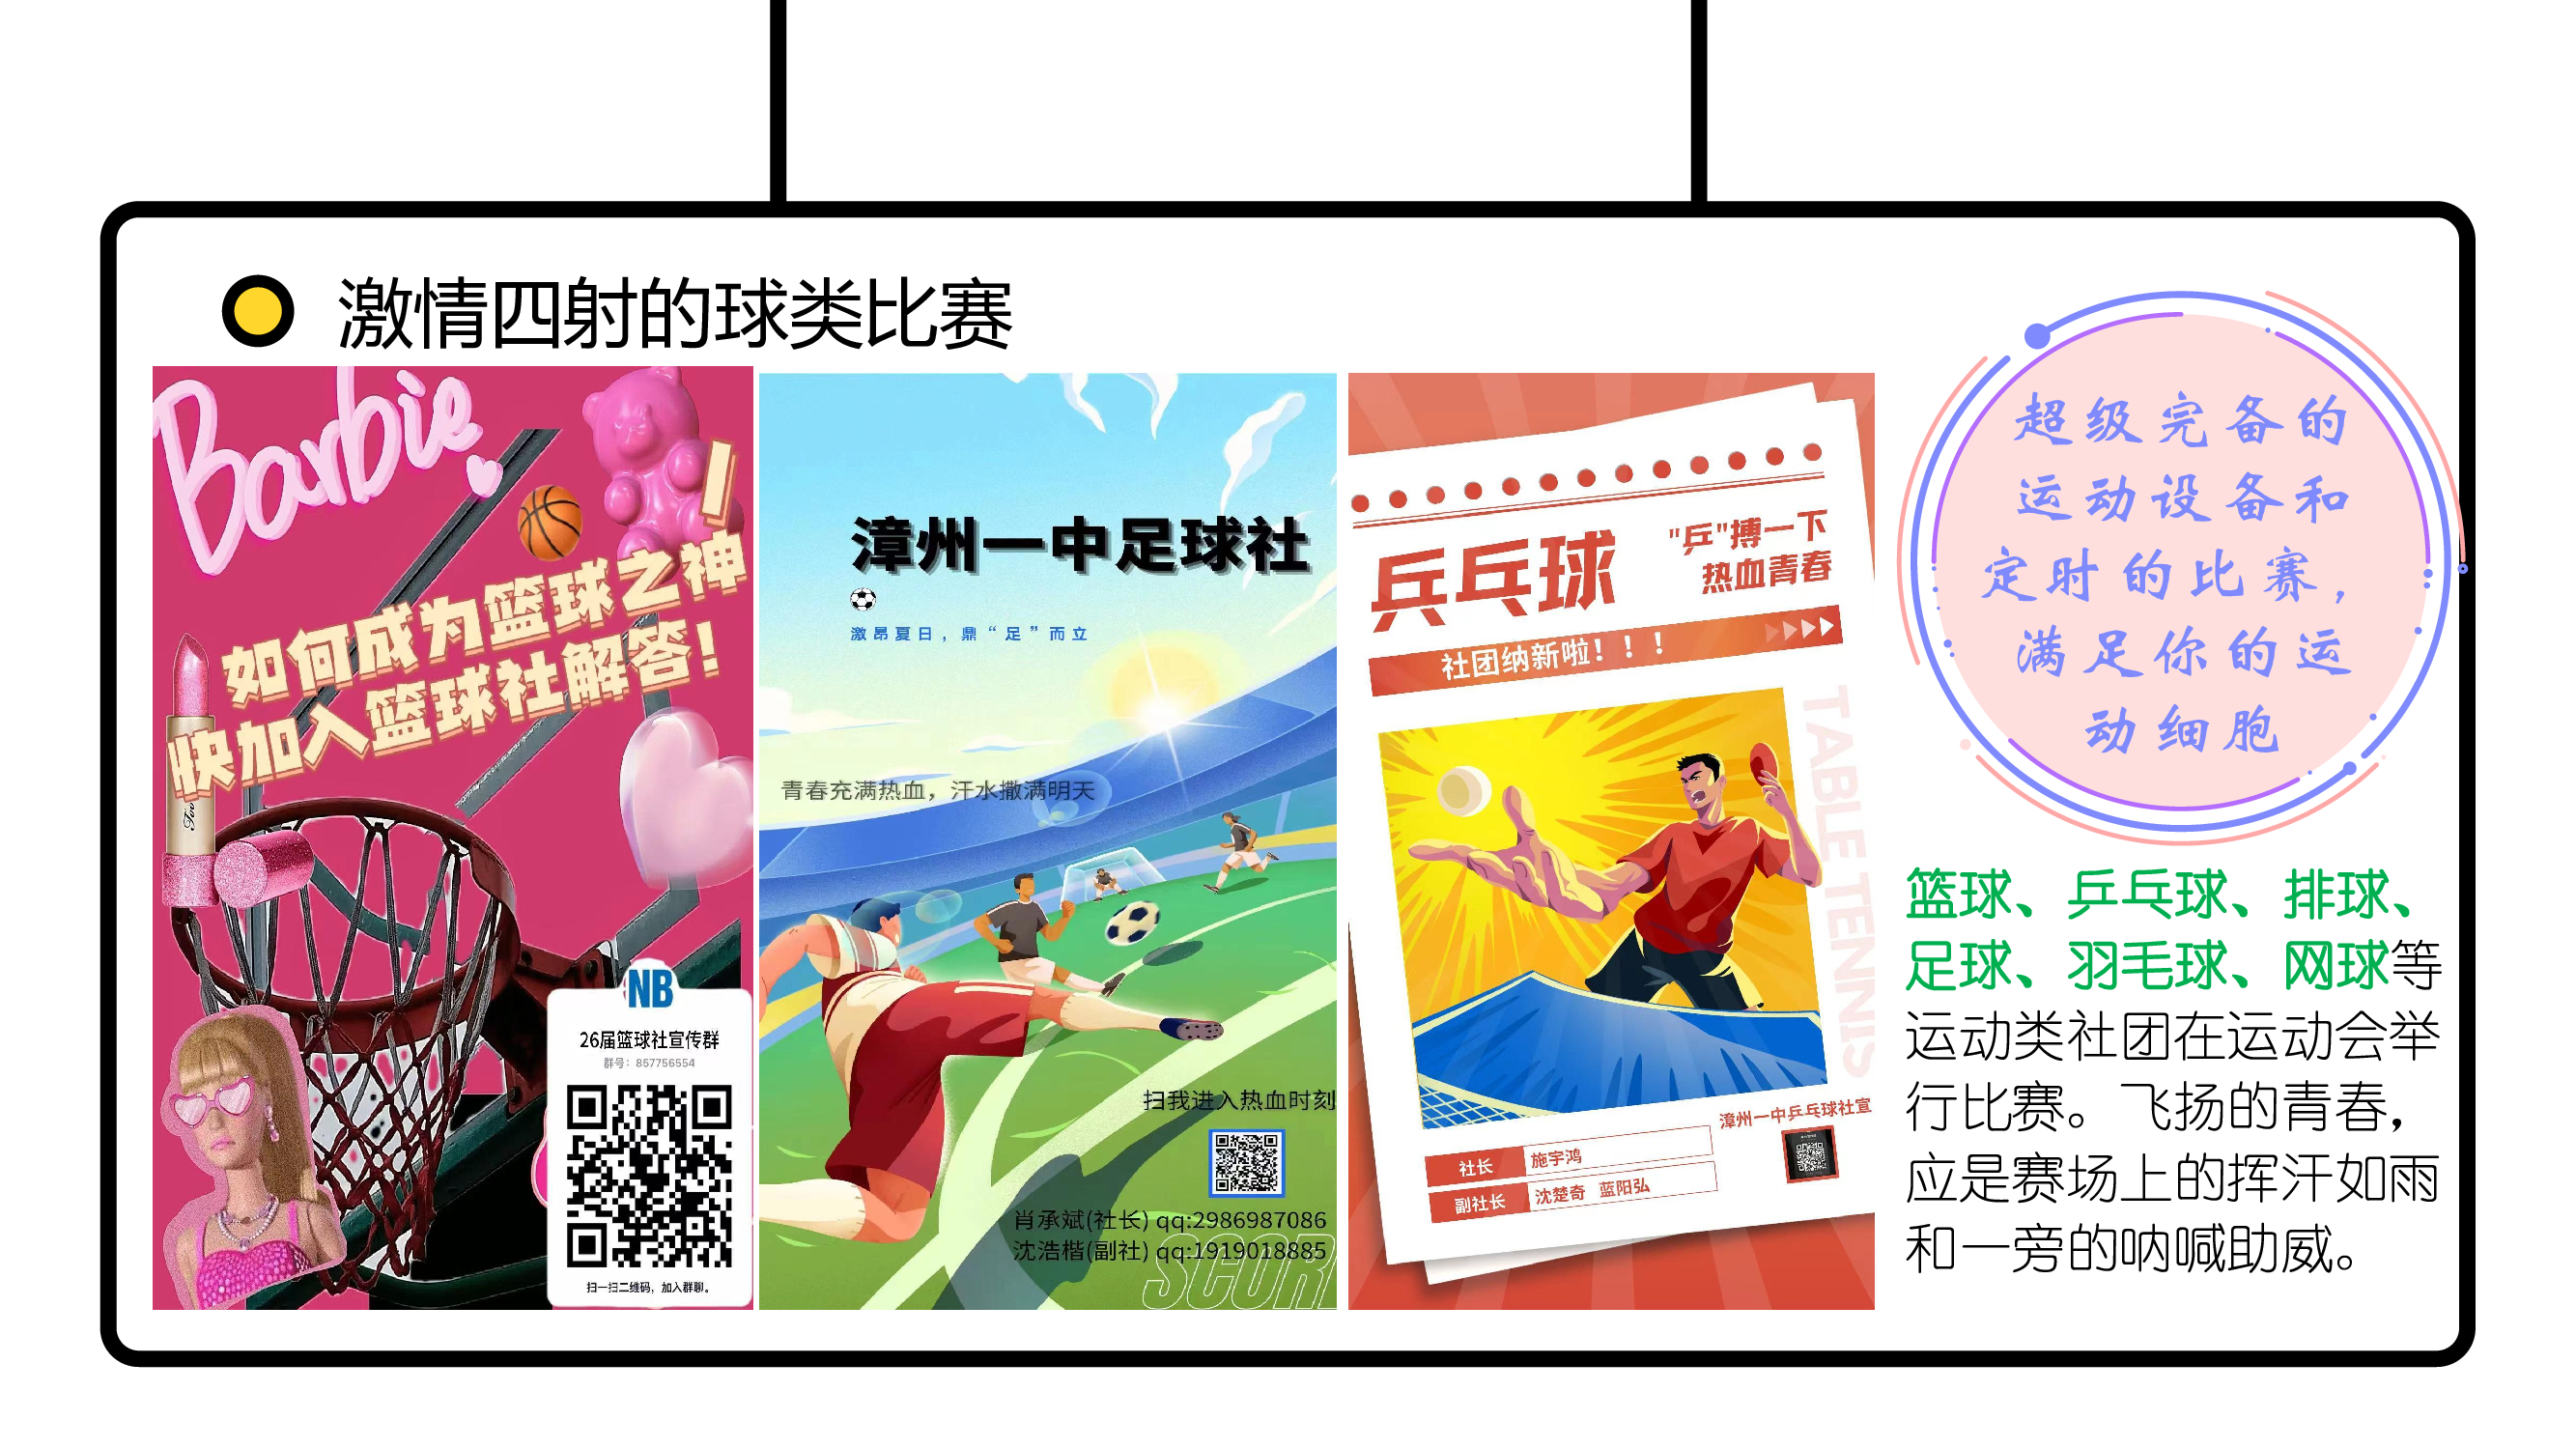 激情四射的球类比赛
Barbie
如何成为篮球之神
快加入篮球社解答！
NB
26届篮球社宣传群
群号：857756554
扫一扫二维码，加入群聊。
漳州一中足球社
激昂夏日，鼎“足”而立
青春充满热血，汗水撒满明天
扫我进入热血时刻
肖承斌(社长) qq:2986987086
沈浩楷(副社) qq:1919018885
SCOR
兵乓球
"乒"搏一下
热血青春
社团纳新啦！！！
TABLE TENNIS
漳州一中乒乓球社宣
社长 施宇鸿
副社长 沈楚奇 蓝阳弘
超级完备的
运动设备和
定时的比赛，
满足你的运
动细胞
篮球、乒乓球、排球、
足球、羽毛球、网球等
运动类社团在运动会举
行比赛。飞扬的青春，
应是赛场上的挥汗如雨
和一旁的呐喊助威。